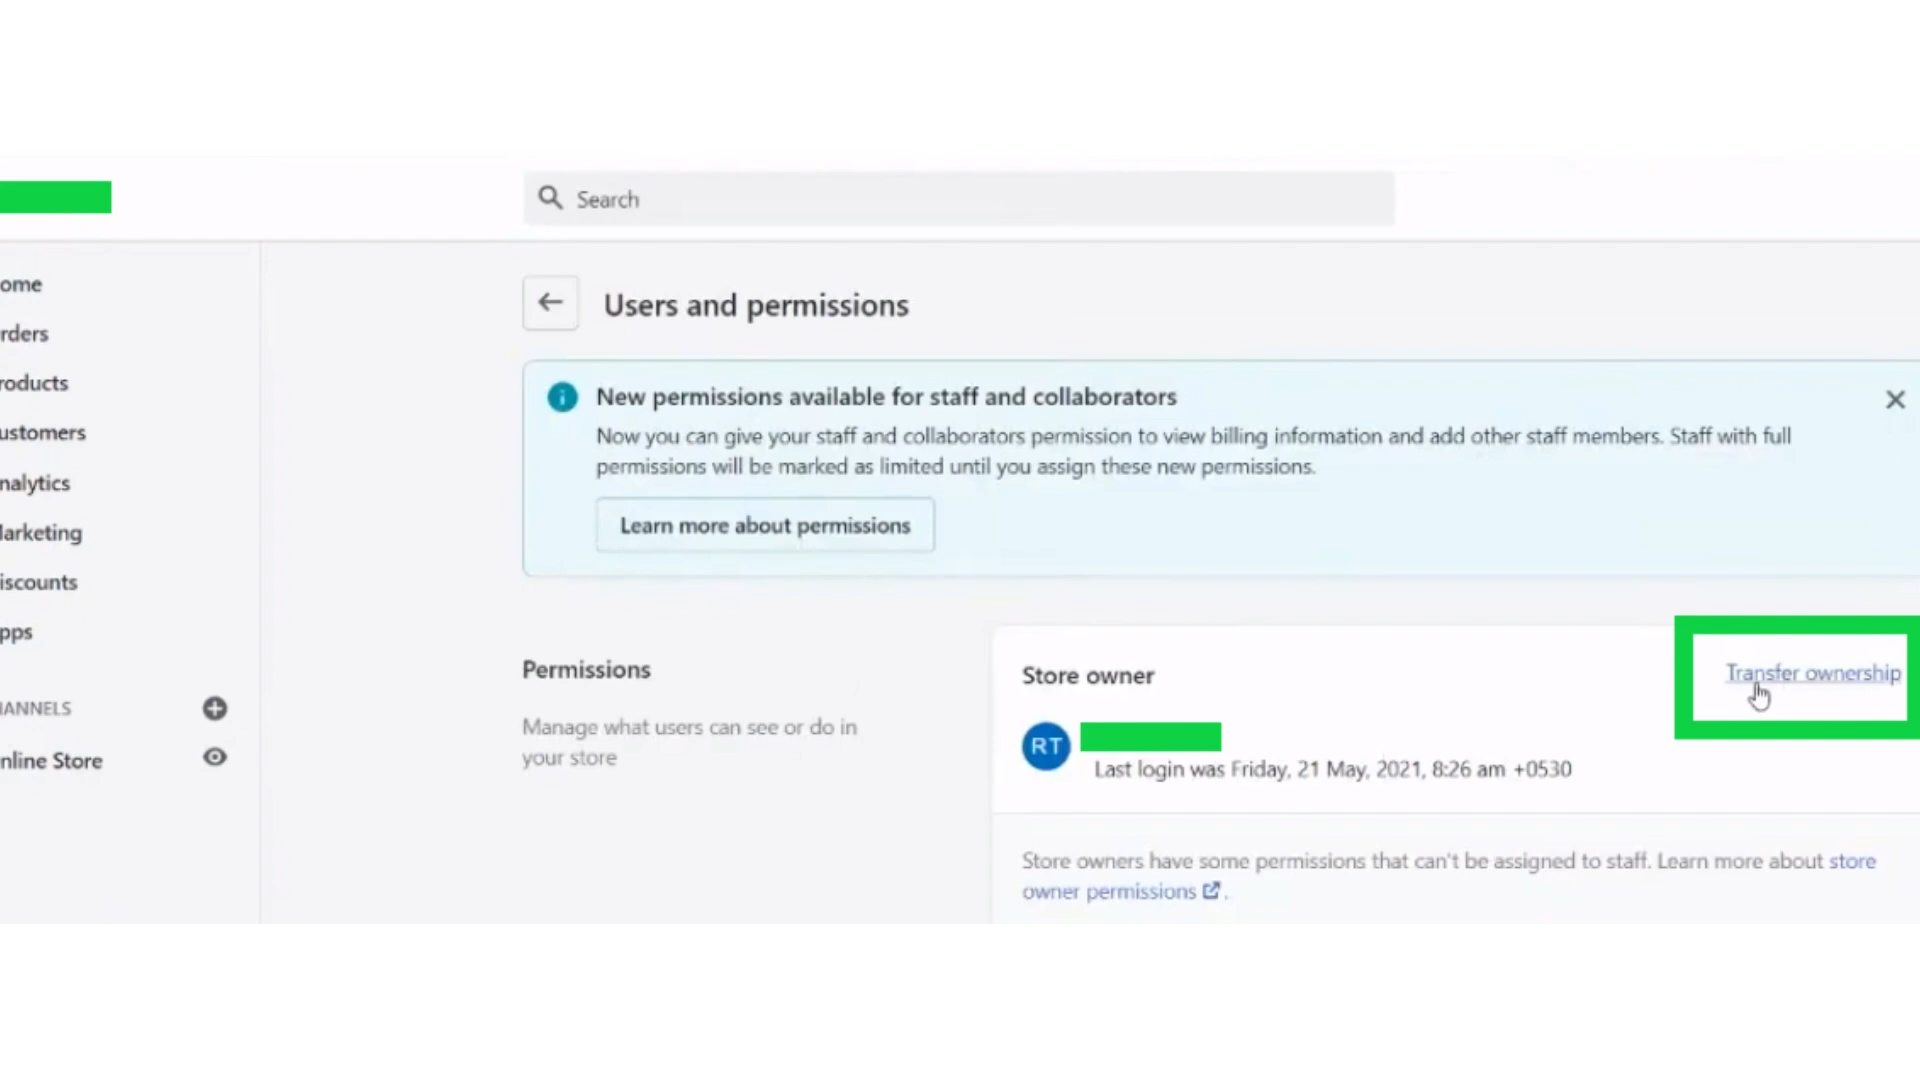 Search
ome
rders
roducts
ustomers
nalytics
larketing
iscounts
pps
HANNELS
nline Store
Users and permissions
New permissions available for staff and collaborators
Now you can give your staff and collaborators permission to view billing information and add other staff members. Staff with full
permissions will be marked as limited until you assign these new permissions.
Learn more about permissions
Permissions
Manage what users can see or do in
your store
Store owner
Transfer ownership
RT
Last login was Friday, 21 May, 2021, 8:26 am +0530
Store owners have some permissions that can't be assigned to staff. Learn more about store
owner permissions .